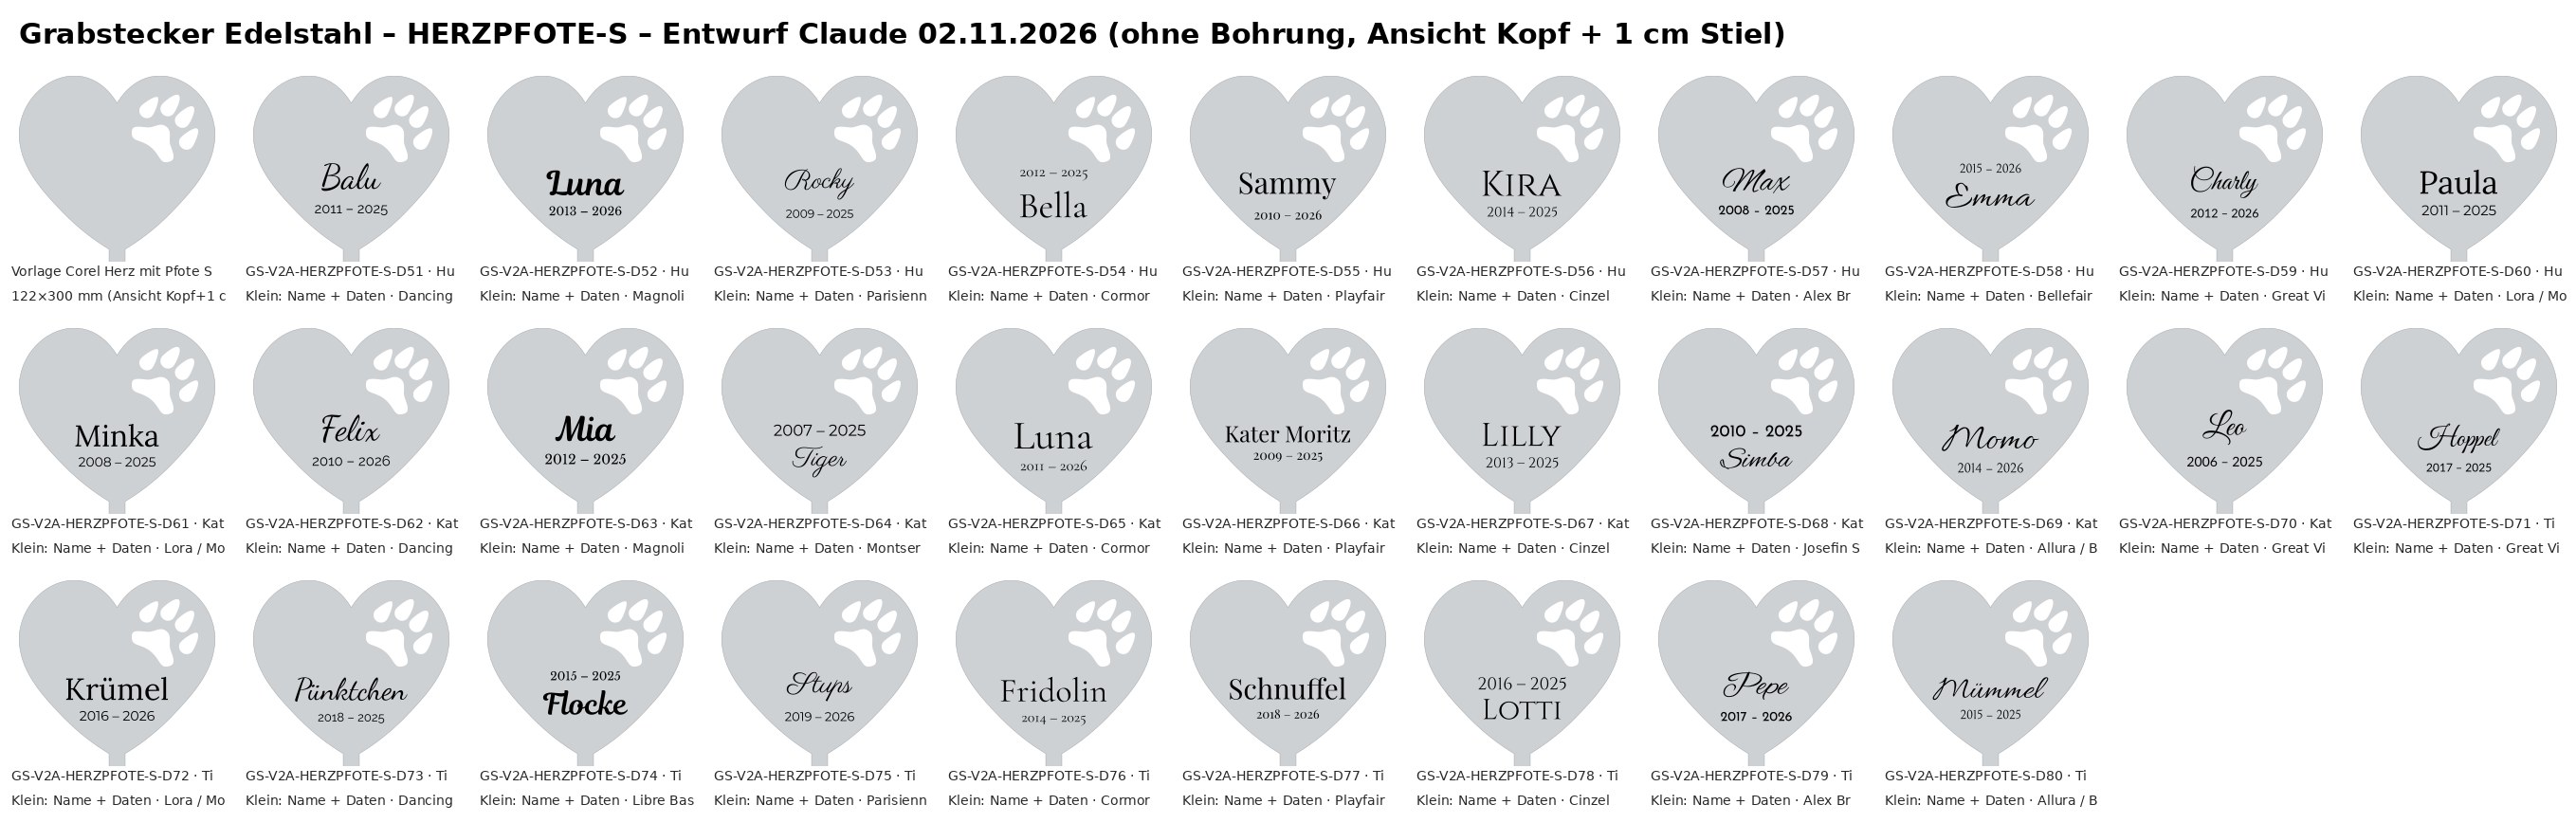 Grabstecker Edelstahl – HERZPFOTE-S – Entwurf Claude 02.11.2026 (ohne Bohrung, Ansicht Kopf + 1 cm Stiel)
Vorlage Corel Herz mit Pfote S
122×300 mm (Ansicht Kopf+1 c
Balu
2011 – 2025
GS-V2A-HERZPFOTE-S-D51 · Hu
Klein: Name + Daten · Dancing
Luna
2013 – 2026
GS-V2A-HERZPFOTE-S-D52 · Hu
Klein: Name + Daten · Magnoli
Rocky
2009 – 2025
GS-V2A-HERZPFOTE-S-D53 · Hu
Klein: Name + Daten · Parisienn
2012 – 2025
Bella
GS-V2A-HERZPFOTE-S-D54 · Hu
Klein: Name + Daten · Cormor
Sammy
2010 – 2026
GS-V2A-HERZPFOTE-S-D55 · Hu
Klein: Name + Daten · Playfair
KIRA
2014 – 2025
GS-V2A-HERZPFOTE-S-D56 · Hu
Klein: Name + Daten · Cinzel
Max
2008 – 2025
GS-V2A-HERZPFOTE-S-D57 · Hu
Klein: Name + Daten · Alex Br
2015 – 2026
Emma
GS-V2A-HERZPFOTE-S-D58 · Hu
Klein: Name + Daten · Bellefair
Charly
2012 – 2026
GS-V2A-HERZPFOTE-S-D59 · Hu
Klein: Name + Daten · Great Vi
Paula
2011 – 2025
GS-V2A-HERZPFOTE-S-D60 · Hu
Klein: Name + Daten · Lora / Mo
Minka
2008 – 2025
GS-V2A-HERZPFOTE-S-D61 · Kat
Klein: Name + Daten · Lora / Mo
Felix
2010 – 2026
GS-V2A-HERZPFOTE-S-D62 · Kat
Klein: Name + Daten · Dancing
Mia
2012 – 2025
GS-V2A-HERZPFOTE-S-D63 · Kat
Klein: Name + Daten · Magnoli
2007 – 2025
Tiger
GS-V2A-HERZPFOTE-S-D64 · Kat
Klein: Name + Daten · Montser
Luna
2011 – 2026
GS-V2A-HERZPFOTE-S-D65 · Kat
Klein: Name + Daten · Cormor
Kater Moritz
2009 – 2025
GS-V2A-HERZPFOTE-S-D66 · Kat
Klein: Name + Daten · Playfair
LILLY
2013 – 2025
GS-V2A-HERZPFOTE-S-D67 · Kat
Klein: Name + Daten · Cinzel
2010 – 2025
Simba
GS-V2A-HERZPFOTE-S-D68 · Kat
Klein: Name + Daten · Josefin S
Momo
2014 – 2026
GS-V2A-HERZPFOTE-S-D69 · Kat
Klein: Name + Daten · Allura / B
Leo
2006 – 2025
GS-V2A-HERZPFOTE-S-D70 · Kat
Klein: Name + Daten · Great Vi
Hoppel
2017 – 2025
GS-V2A-HERZPFOTE-S-D71 · Ti
Klein: Name + Daten · Great Vi
Krümel
2016 – 2026
GS-V2A-HERZPFOTE-S-D72 · Ti
Klein: Name + Daten · Lora / Mo
Pünktchen
2018 – 2025
GS-V2A-HERZPFOTE-S-D73 · Ti
Klein: Name + Daten · Dancing
2015 – 2025
Flocke
GS-V2A-HERZPFOTE-S-D74 · Ti
Klein: Name + Daten · Libre Bas
Stups
2019 – 2026
GS-V2A-HERZPFOTE-S-D75 · Ti
Klein: Name + Daten · Parisienn
Fridolin
2014 – 2025
GS-V2A-HERZPFOTE-S-D76 · Ti
Klein: Name + Daten · Cormor
Schnuffel
2018 – 2026
GS-V2A-HERZPFOTE-S-D77 · Ti
Klein: Name + Daten · Playfair
2016 – 2025
LOTTI
GS-V2A-HERZPFOTE-S-D78 · Ti
Klein: Name + Daten · Cinzel
Pepe
2017 – 2026
GS-V2A-HERZPFOTE-S-D79 · Ti
Klein: Name + Daten · Alex Br
Mümmel
2015 – 2025
GS-V2A-HERZPFOTE-S-D80 · Ti
Klein: Name + Daten · Allura / B